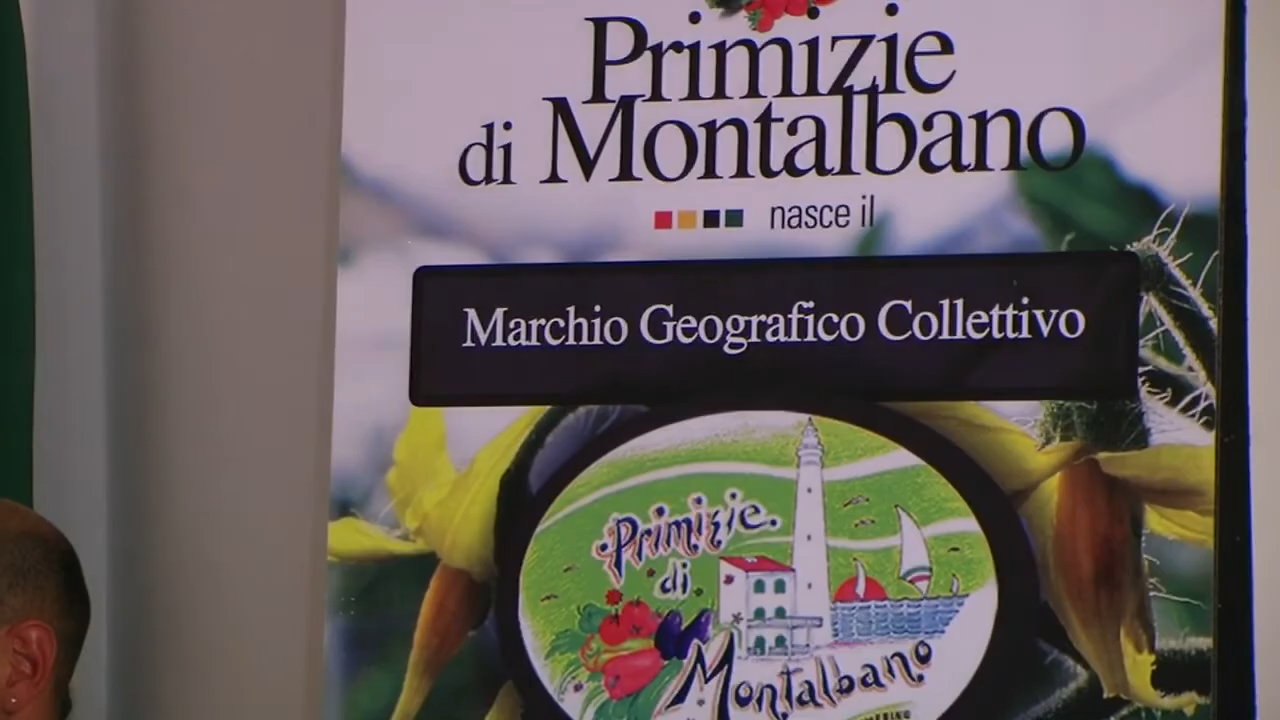 Primizie
di Montalbano
nasce il
Marchio Geografico Collettivo
Primizie
di
Montalbano